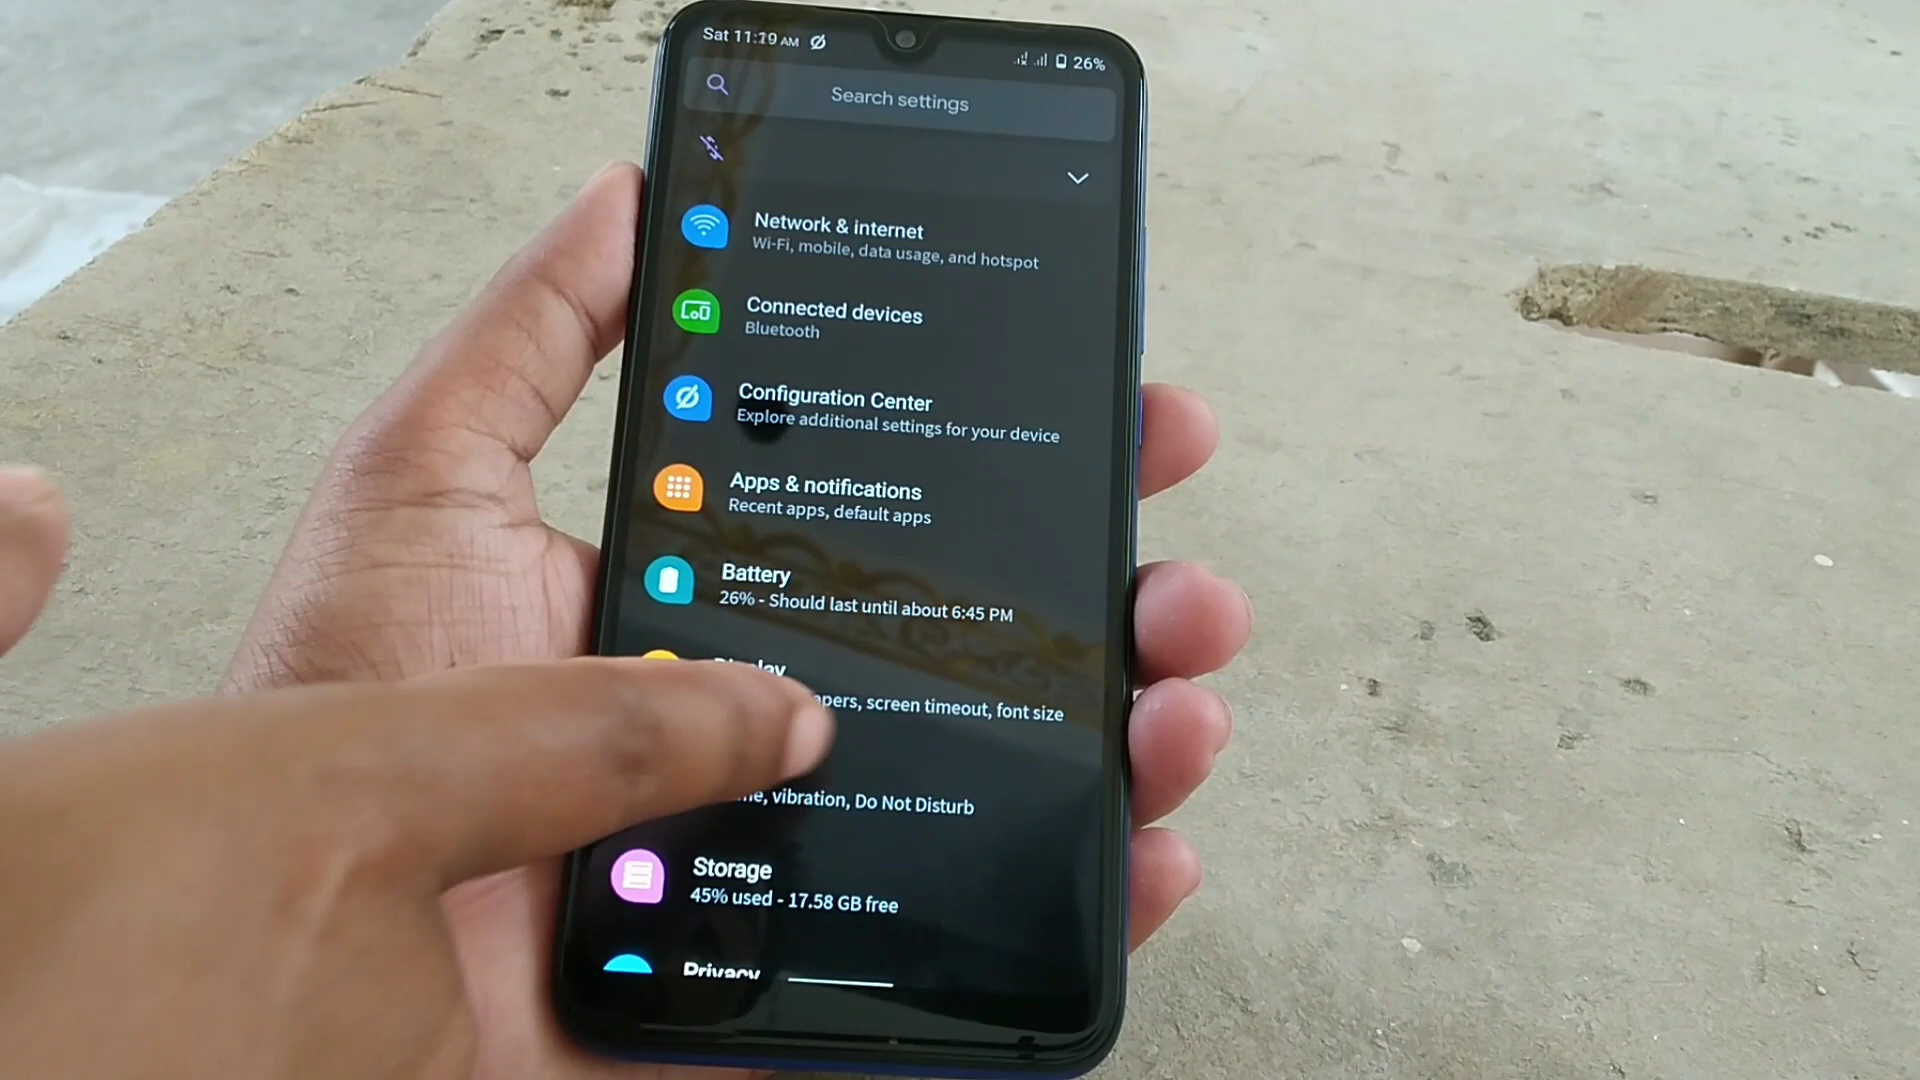 Sat 11:19 AM
26%
Search settings
Network & internet
Wi-Fi, mobile, data usage, and hotspot
Connected devices
Bluetooth
Configuration Center
Explore additional settings for your device
Apps & notifications
Recent apps, default apps
Battery
26% - Should last until about 6:45 PM
Display
screen timeout, font size
vibration, Do Not Disturb
Storage
45% used - 17.58 GB free
Privacy